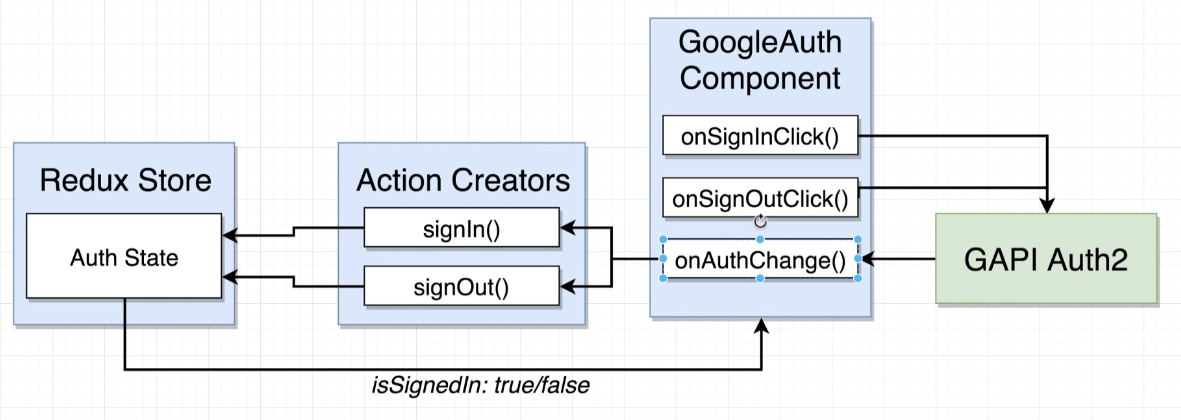 GoogleAuth
Component
onSignInClick()
onSignOutClick()
onAuthChange()
GAPI Auth2
Redux Store
Auth State
Action Creators
signIn()
signOut()
isSignedIn: true/false